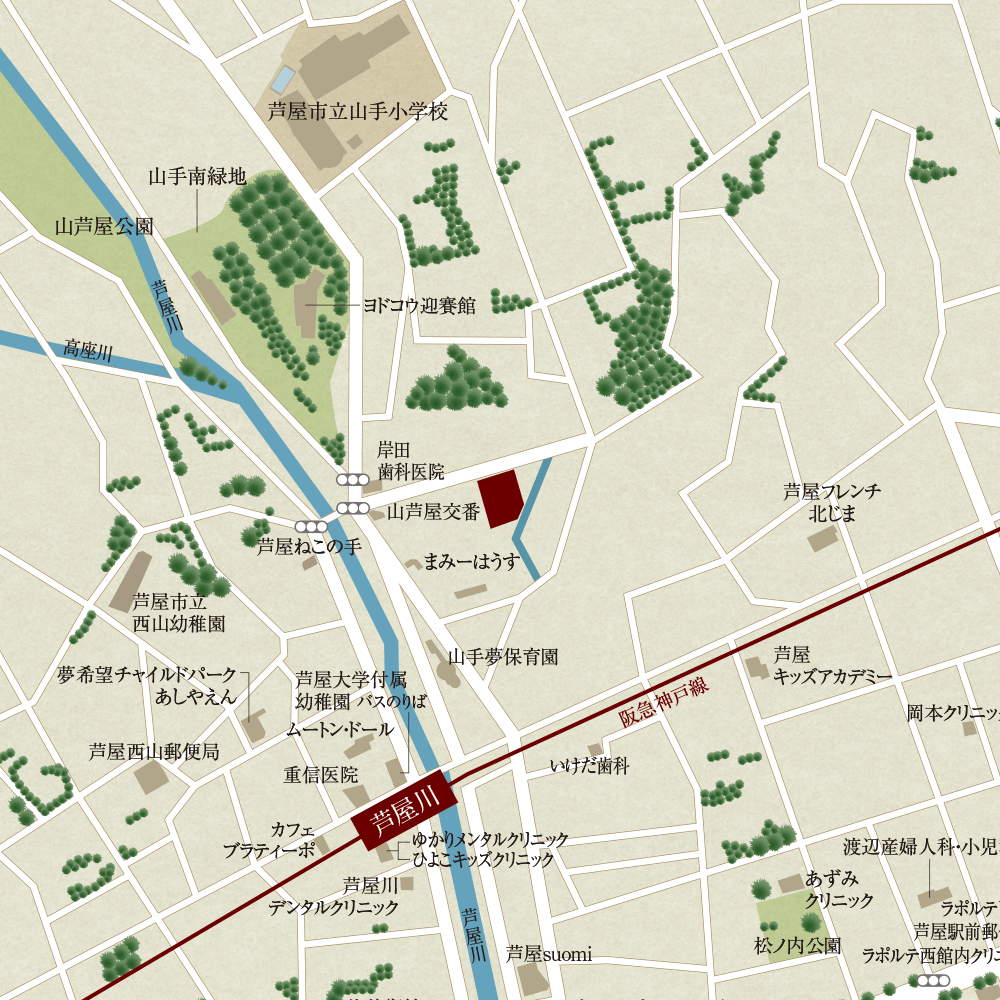 芦屋市立山手小学校
山手南緑地
山芦屋公園
芦屋川
ヨドコウ迎賓館
高座川
岸田
歯科医院
山芦屋交番
芦屋フレンチ
北じま
芦屋ねこの手
まみーはうす
芦屋市立
西山幼稚園
山手夢保育園
芦屋
キッズアカデミー
夢希望チャイルドパーク
あしやえん
芦屋大学付属
幼稚園 バスのりば
阪急神戸線
岡本クリニッ
ムートン・ドール
芦屋西山郵便局
重信医院
いけだ歯科
芦屋川
カフェ
ブラティーポ
ゆかりメンタルクリニック
ひよこキッズクリニック
渡辺産婦人科・小児
芦屋川
デンタルクリニック
あずみ
クリニック
芦屋川
ラポルテ
芦屋駅前郵
松ノ内公園
ラポルテ西館内クリニ
芦屋suomi